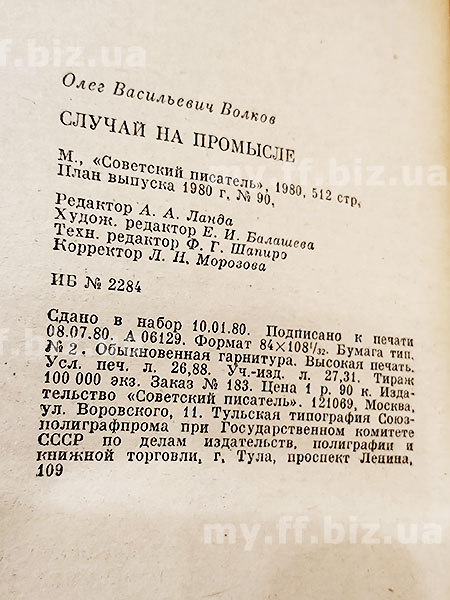 ff.biz.ua
Олег Васильевич Волков
СЛУЧАЙ НА ПРОМЫСЛЕ
М., «Советский писатель», 1980, 512 стр,
План выпуска 1980 г, № 90,
Редактор А. А. Ланда
Худож. редактор Е. И. Балашева
Техн. редактор Ф. Г. Шапиро
Корректор Л. Н. Морозова
ИБ № 2284
Сдано в набор 10.01.80. Подписано к печати
08.07.80. А 06129. Формат 84×108¹/₃₂. Бумага тип.
№ 2. Обыкновенная гарнитура. Высокая печать.
Усл. печ. л. 26,88. Уч.-изд. л. 27,31. Тираж
100 000 экз. Заказ № 183. Цена 1 р. 90 к. Изда-
тельство «Советский писатель». 121069, Москва,
ул. Воровского, 11. Тульская типография Союз-
полиграфпрома при Государственном комитете
СССР по делам издательств, полиграфии и
книжной торговли, г. Тула, проспект Ленина,
109
my.ff.biz.ua